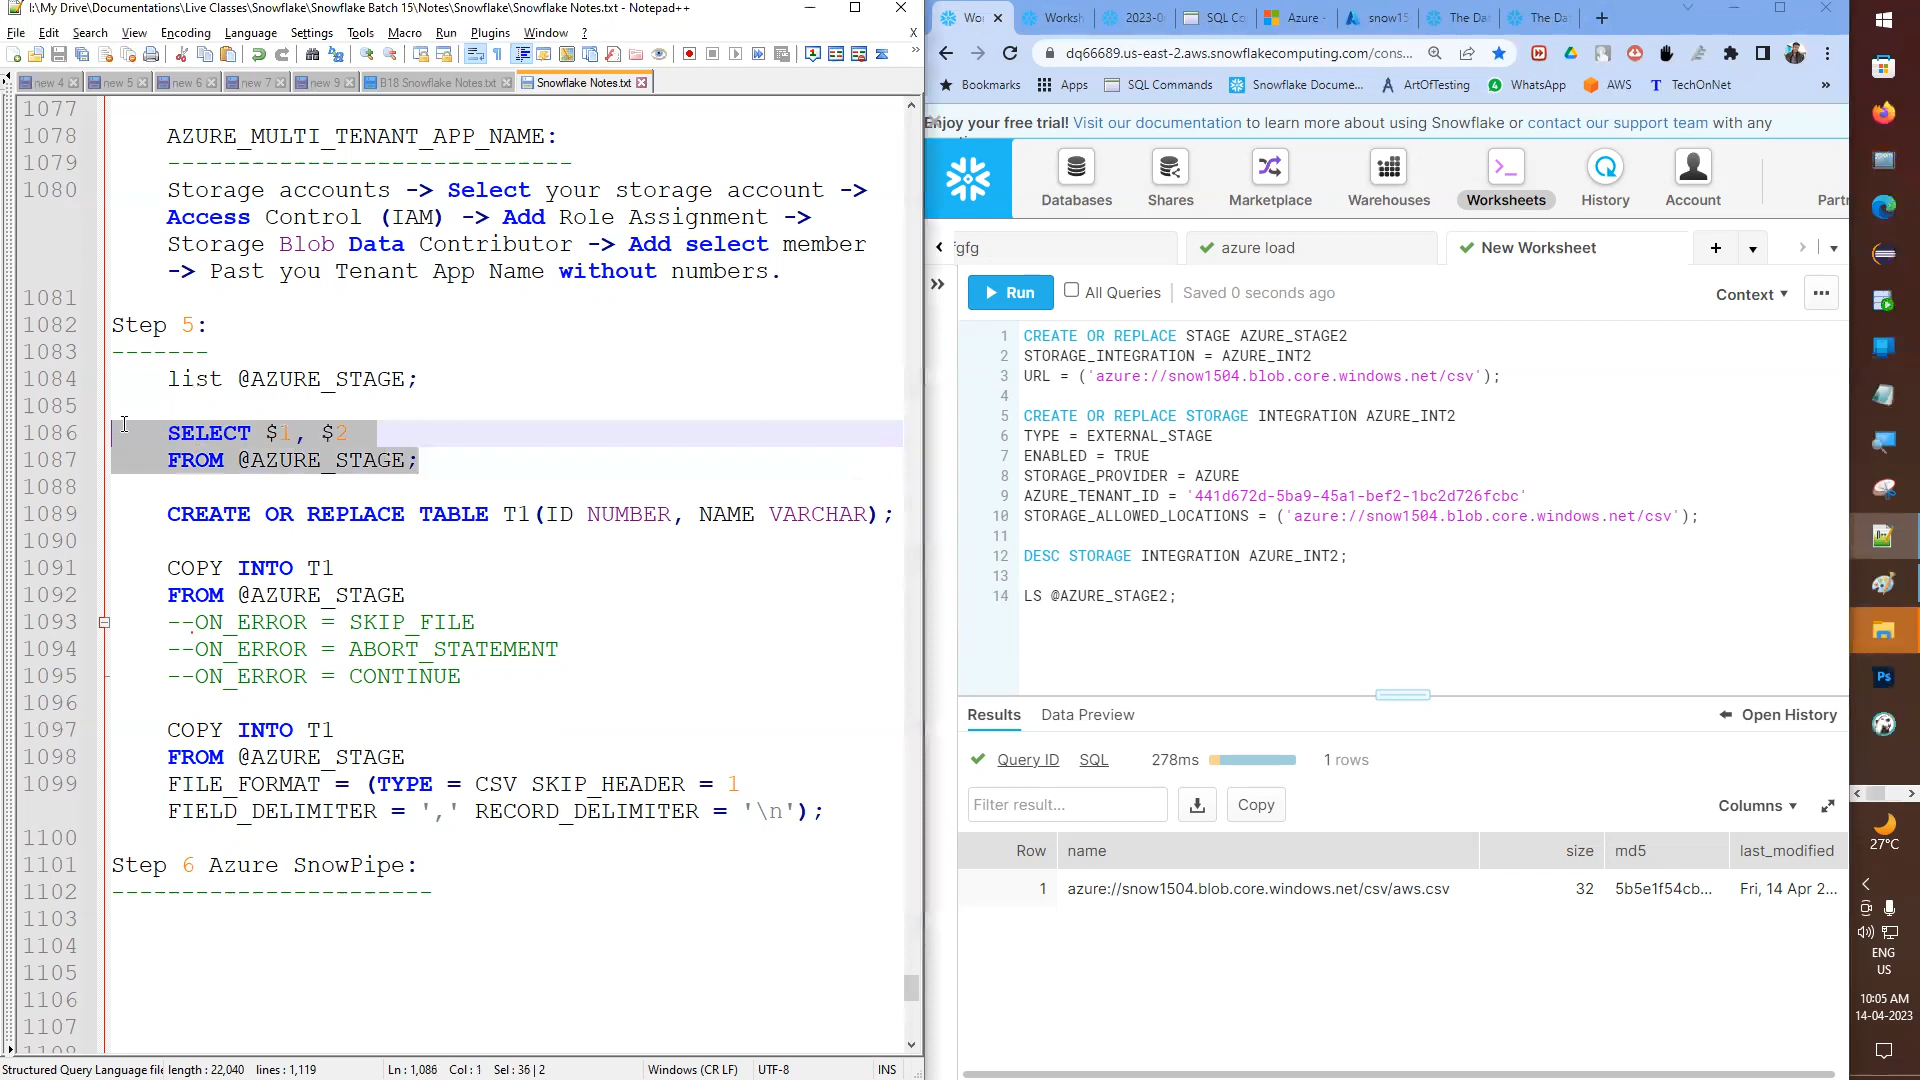 I:\My Drive\Documentations\Live Classes\Snowflake\Snowflake Batch 15\Notes\Snowflake\Snowflake Notes.txt - Notepad++
File Edit Search View Encoding Language Settings Tools Macro Run Plugins Window ? X
new 4 new 5 new 6 new 7 new 9 B18 Snowflake Notes.txt Snowflake Notes.txt
1077
1078 AZURE_MULTI_TENANT_APP_NAME:
1079 -----------------------------
1080 Storage accounts -> Select your storage account ->
Access Control (IAM) -> Add Role Assignment ->
Storage Blob Data Contributor -> Add select member
-> Past you Tenant App Name without numbers.
1081
1082 Step 5:
1083 -------
1084 list @AZURE_STAGE;
1085
1086 SELECT $1, $2
1087 FROM @AZURE_STAGE;
1088
1089 CREATE OR REPLACE TABLE T1(ID NUMBER, NAME VARCHAR);
1090
1091 COPY INTO T1
1092 FROM @AZURE_STAGE
1093 --ON_ERROR = SKIP_FILE
1094 --ON_ERROR = ABORT_STATEMENT
1095 --ON_ERROR = CONTINUE
1096
1097 COPY INTO T1
1098 FROM @AZURE_STAGE
1099 FILE_FORMAT = (TYPE = CSV SKIP_HEADER = 1
FIELD_DELIMITER = ',' RECORD_DELIMITER = '\n');
1100
1101 Step 6 Azure SnowPipe:
1102 -----------------------
1103
1104
1105
1106
1107
1108
Structured Query Language file length : 22,040 lines : 1,119 Ln : 1,086 Col : 1 Sel : 36 | 2 Windows (CR LF) UTF-8 INS
Wor Worksh 2023-0 SQL Co Azure - snow15 The Da The Da
dq66689.us-east-2.aws.snowflakecomputing.com/cons...
Bookmarks Apps SQL Commands Snowflake Docume... ArtOfTesting WhatsApp AWS TechOnNet »
Enjoy your free trial! Visit our documentation to learn more about using Snowflake or contact our support team with any
Databases Shares Marketplace Warehouses Worksheets History Account Partr
fgfg azure load New Worksheet
Run All Queries Saved 0 seconds ago Context
1 CREATE OR REPLACE STAGE AZURE_STAGE2
2 STORAGE_INTEGRATION = AZURE_INT2
3 URL = ('azure://snow1504.blob.core.windows.net/csv');
4
5 CREATE OR REPLACE STORAGE INTEGRATION AZURE_INT2
6 TYPE = EXTERNAL_STAGE
7 ENABLED = TRUE
8 STORAGE_PROVIDER = AZURE
9 AZURE_TENANT_ID = '441d672d-5ba9-45a1-bef2-1bc2d726fcbc'
10 STORAGE_ALLOWED_LOCATIONS = ('azure://snow1504.blob.core.windows.net/csv');
11
12 DESC STORAGE INTEGRATION AZURE_INT2;
13
14 LS @AZURE_STAGE2;
Results Data Preview Open History
Query ID SQL 278ms 1 rows
Filter result... Copy Columns
Row name size md5 last_modified
1 azure://snow1504.blob.core.windows.net/csv/aws.csv 32 5b5e1f54cb... Fri, 14 Apr 2...
Ps
27°C
ENG
US
10:05 AM
14-04-2023